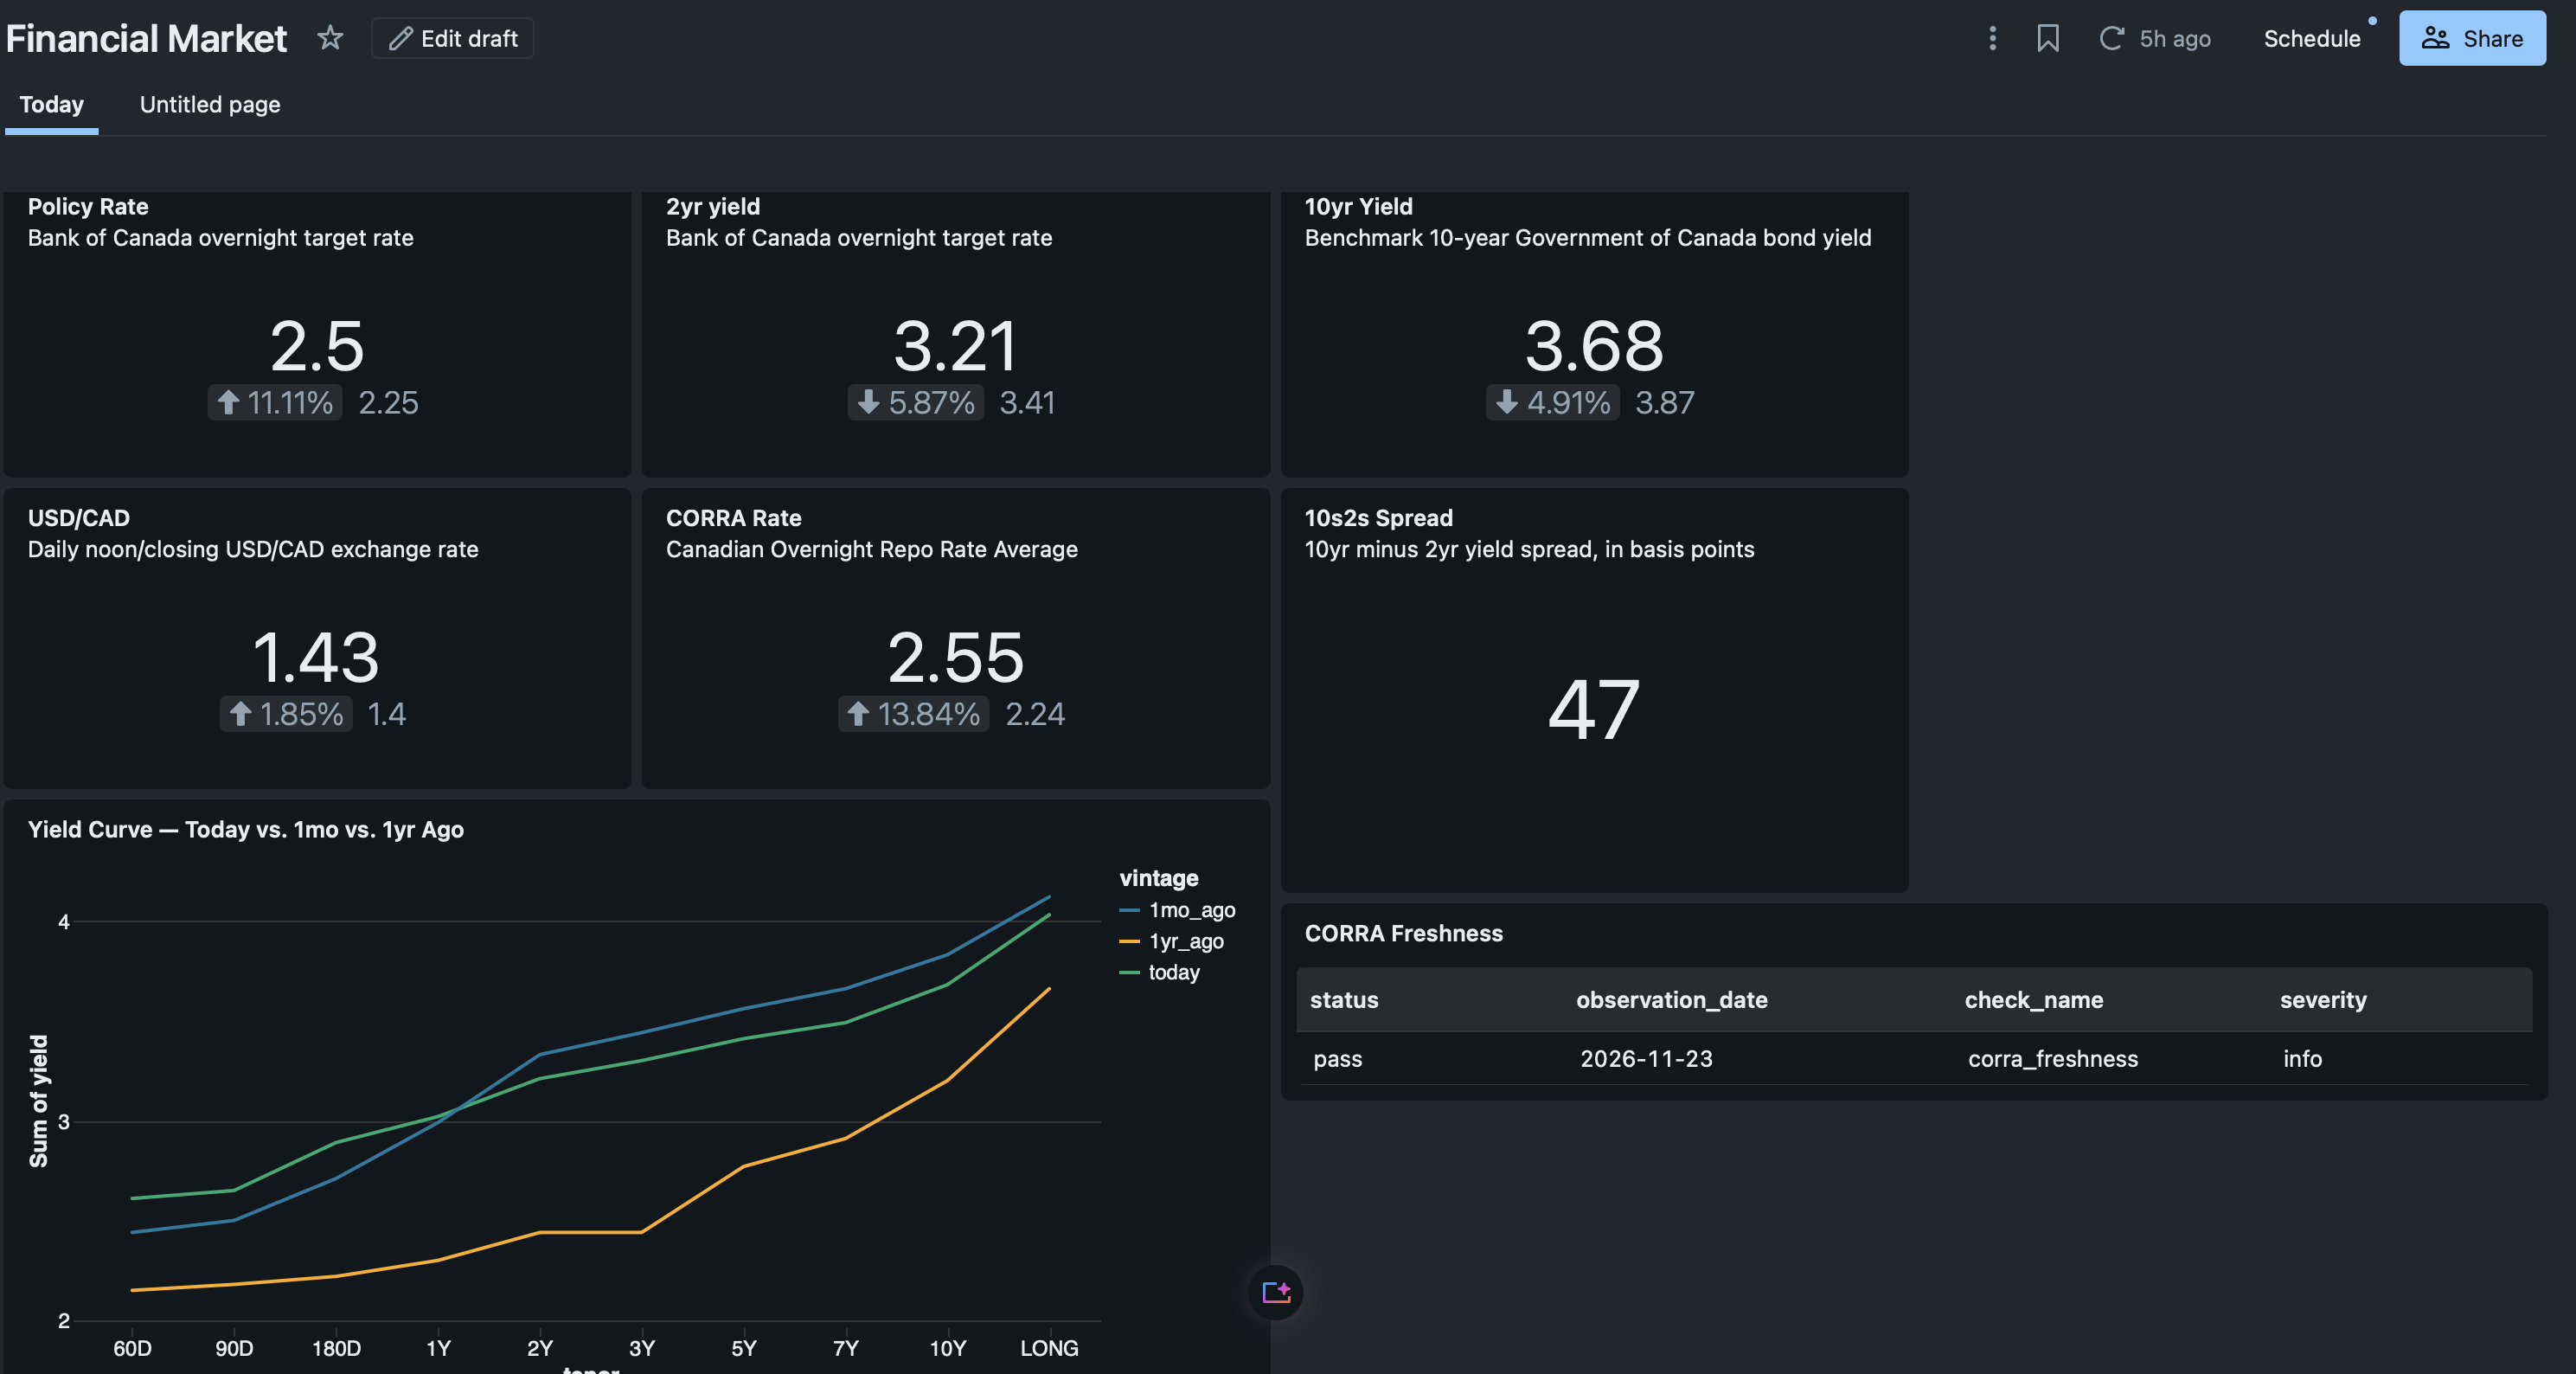 Financial Market
Edit draft
5h ago
Schedule
Share
Today
Untitled page
Policy Rate
Bank of Canada overnight target rate
2.5
11.11% 2.25
2yr yield
Bank of Canada overnight target rate
3.21
5.87% 3.41
10yr Yield
Benchmark 10-year Government of Canada bond yield
3.68
4.91% 3.87
USD/CAD
Daily noon/closing USD/CAD exchange rate
1.43
1.85% 1.4
CORRA Rate
Canadian Overnight Repo Rate Average
2.55
13.84% 2.24
10s2s Spread
10yr minus 2yr yield spread, in basis points
47
Yield Curve — Today vs. 1mo vs. 1yr Ago
vintage
1mo_ago
1yr_ago
today
Sum of yield
4
3
2
60D 90D 180D 1Y 2Y 3Y 5Y 7Y 10Y LONG
CORRA Freshness
status observation_date check_name severity
pass 2026-11-23 corra_freshness info